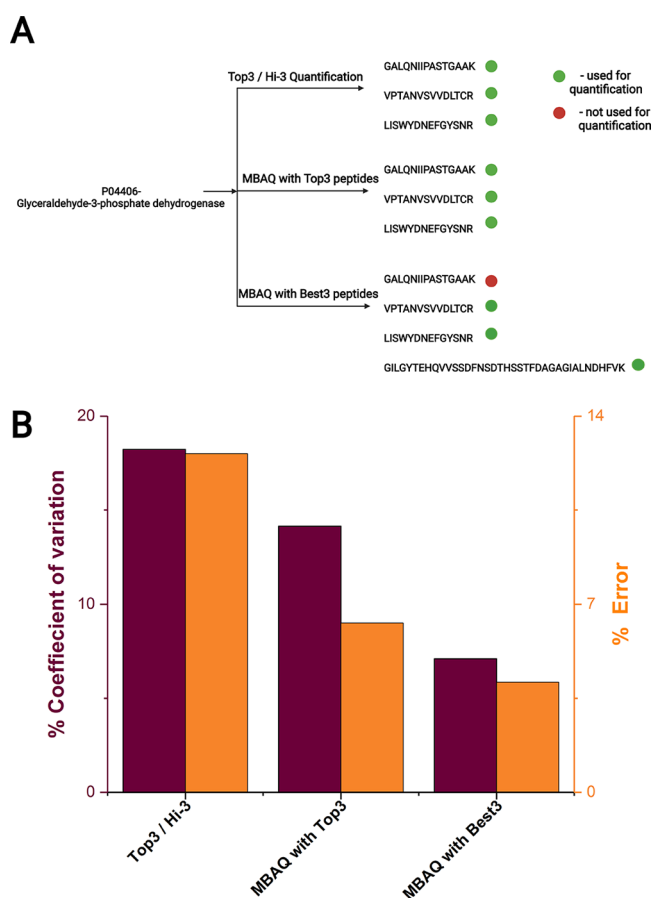 A
Top3 / Hi-3 Quantification
GALQNIIPASTGAAK
VPTANVSVVDLTCR
LISWYDNEFGYSNR
- used for
quantification
- not used for
quantification
P04406-
Glyceraldehyde-3-phosphate dehydrogenase
MBAQ with Top3 peptides
GALQNIIPASTGAAK
VPTANVSVVDLTCR
LISWYDNEFGYSNR
MBAQ with Best3 peptides
GALQNIIPASTGAAK
VPTANVSVVDLTCR
LISWYDNEFGYSNR
GILGYTEHQVVSSDFNSDTHSSTFDAGAGIALNDHFVK
B
% Coeffiecient of variation
20
10
0
14
7
0
% Error
Top3 / Hi-3
MBAQ with Top3
MBAQ with Best3